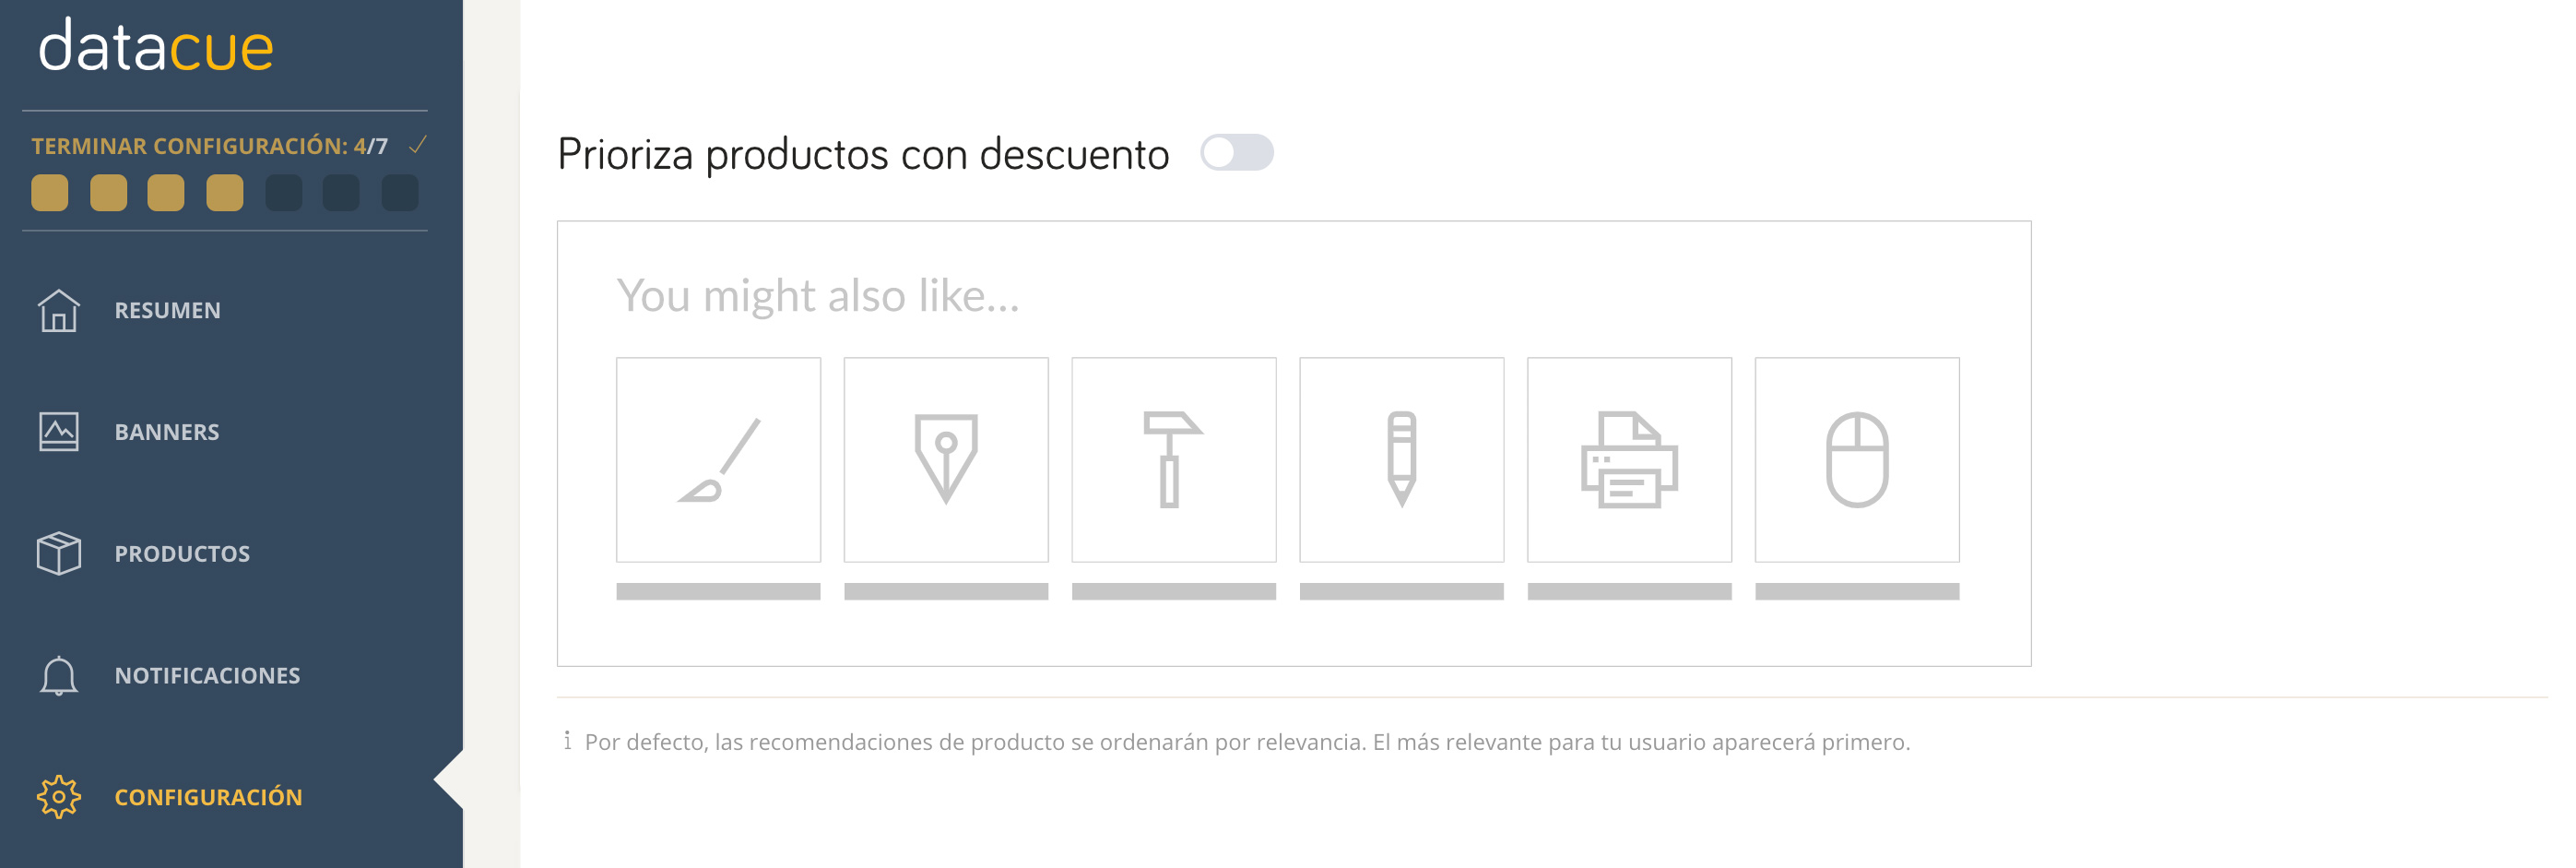 datacue
TERMINAR CONFIGURACIÓN: 4/7
RESUMEN
BANNERS
PRODUCTOS
NOTIFICACIONES
CONFIGURACIÓN
Prioriza productos con descuento
You might also like...
Por defecto, las recomendaciones de producto se ordenarán por relevancia. El más relevante para tu usuario aparecerá primero.